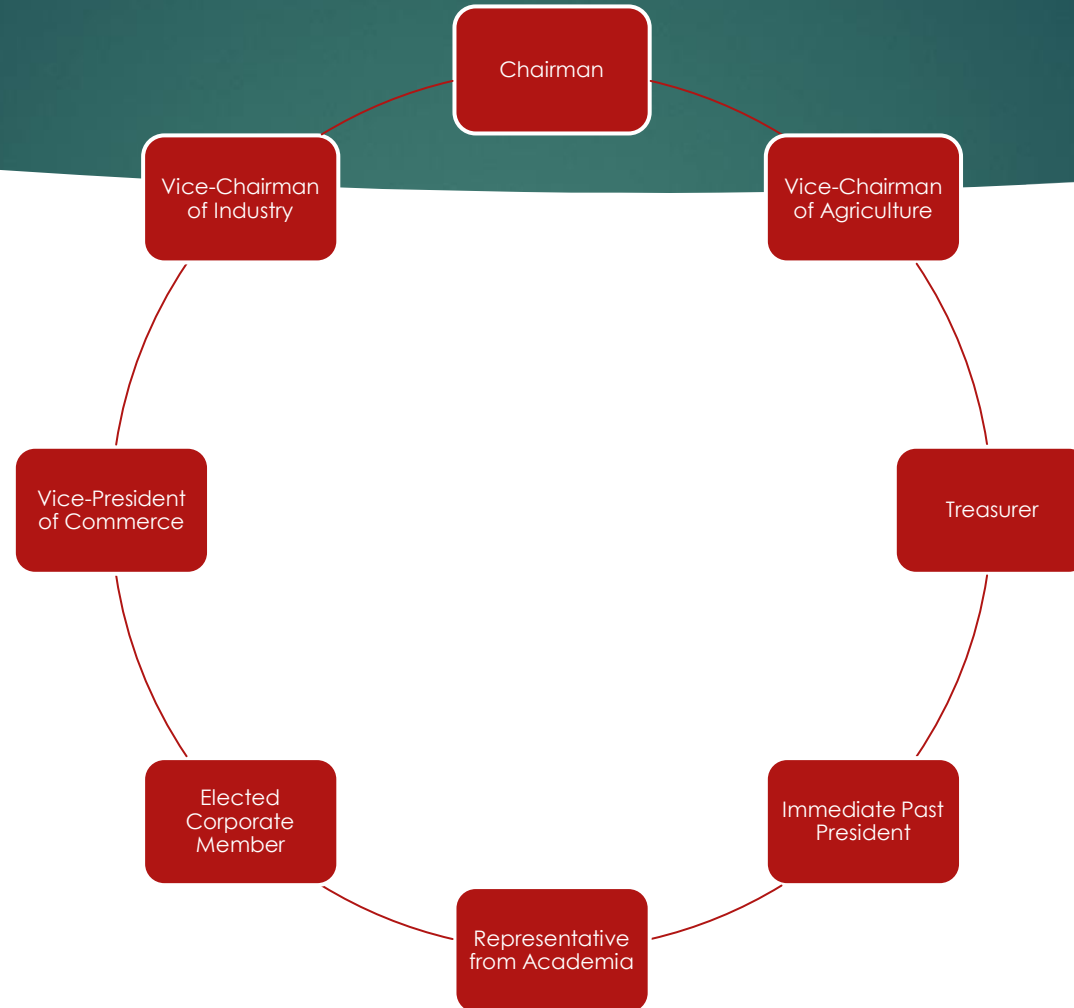 Chairman
Vice-Chairman
of Agriculture
Treasurer
Immediate Past
President
Representative
from Academia
Elected
Corporate
Member
Vice-President
of Commerce
Vice-Chairman
of Industry